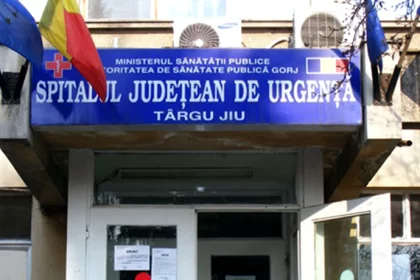 MINISTERUL SĂNĂTĂȚII PUBLICE
AUTORITATEA DE SĂNĂTATE PUBLICĂ GORJ
SPITALUL JUDEȚEAN DE URGENȚĂ
TÂRGU JIU